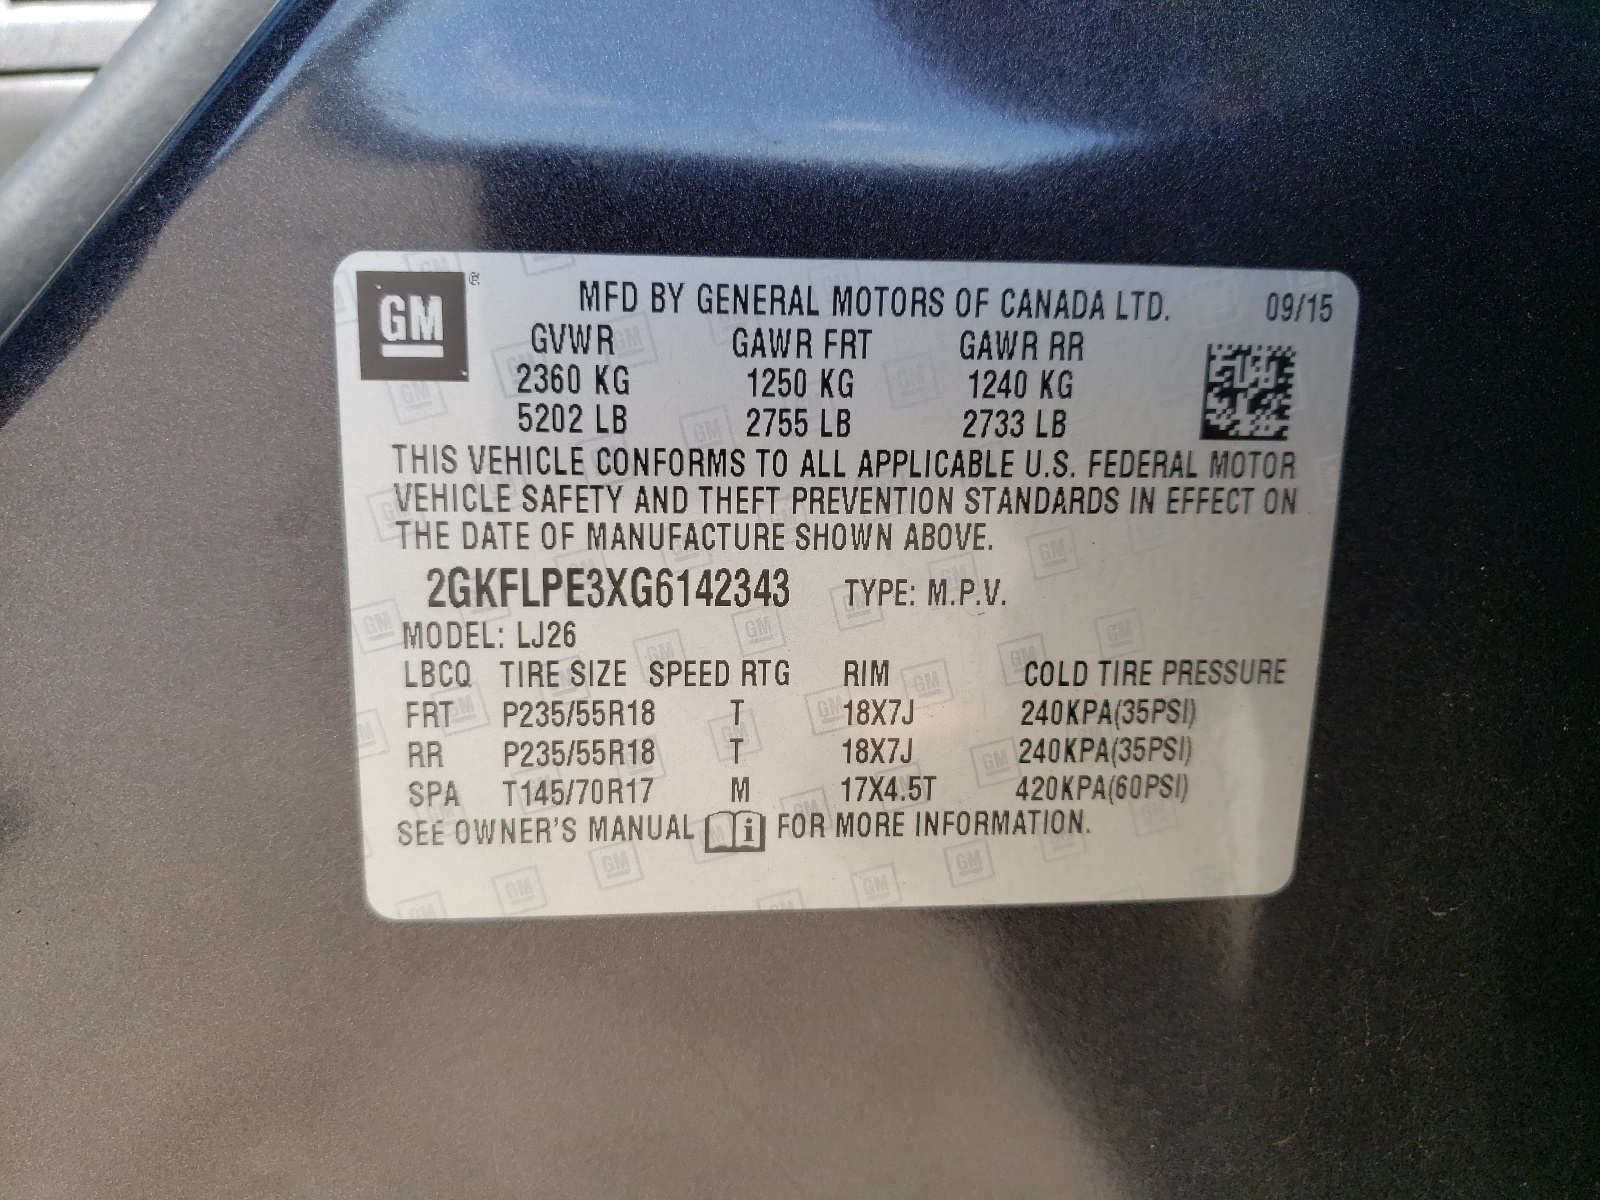 GM ® MFD BY GENERAL MOTORS OF CANADA LTD. 09/15
GVWR GAWR FRT GAWR RR
2360 KG 1250 KG 1240 KG
5202 LB 2755 LB 2733 LB
THIS VEHICLE CONFORMS TO ALL APPLICABLE U.S. FEDERAL MOTOR
VEHICLE SAFETY AND THEFT PREVENTION STANDARDS IN EFFECT ON
THE DATE OF MANUFACTURE SHOWN ABOVE.
2GKFLPE3XG6142343 TYPE: M.P.V.
MODEL: LJ26
LBCQ TIRE SIZE SPEED RTG RIM COLD TIRE PRESSURE
FRT P235/55R18 T 18X7J 240KPA(35PSI)
RR P235/55R18 T 18X7J 240KPA(35PSI)
SPA T145/70R17 M 17X4.5T 420KPA(60PSI)
SEE OWNER'S MANUAL i FOR MORE INFORMATION.